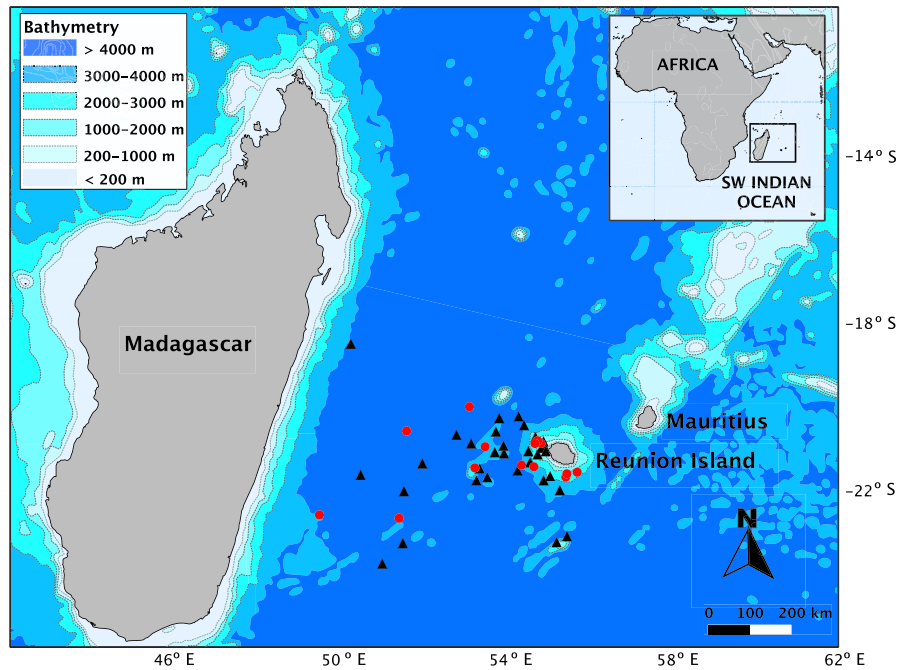 Bathymetry
> 4000 m
3000–4000 m
2000–3000 m
1000–2000 m
200–1000 m
< 200 m
AFRICA
SW INDIAN
OCEAN
–14° S
–18° S
–22° S
Madagascar
Mauritius
Reunion Island
N
0 100 200 km
46° E 50° E 54° E 58° E 62° E